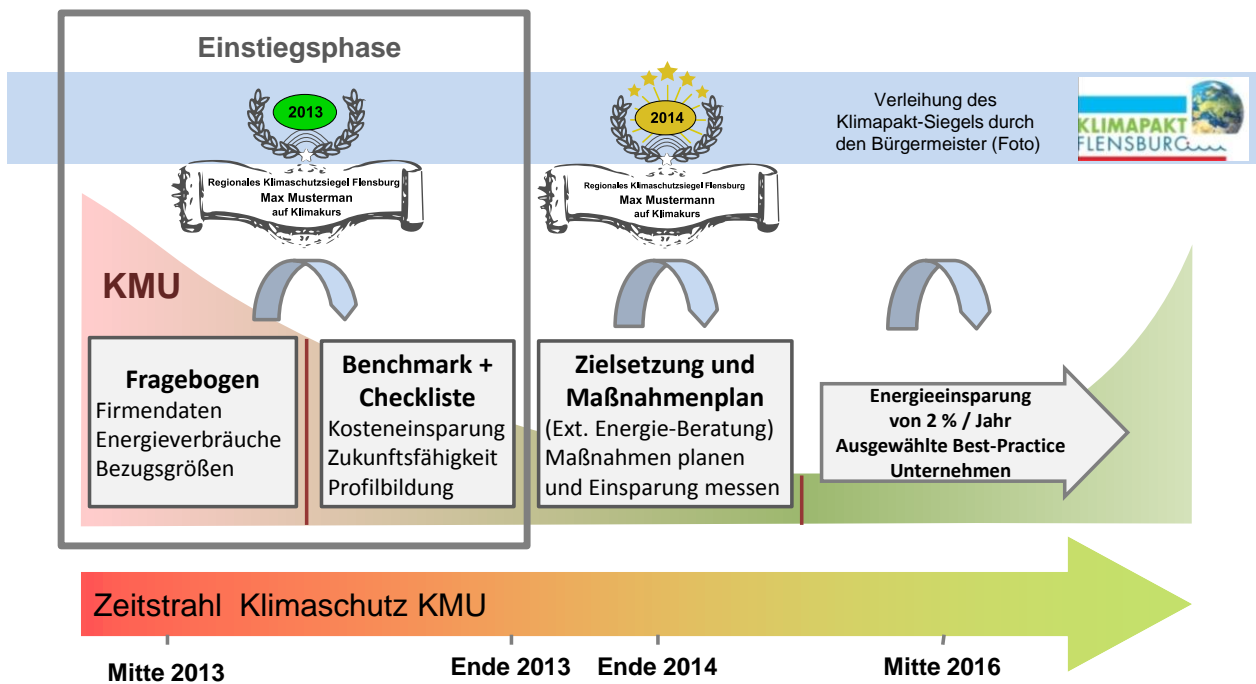 Einstiegsphase
2013
Regionales Klimaschutzsiegel Flensburg
Max Musterman
auf Klimakurs
2014
Regionales Klimaschutzsiegel Flensburg
Max Mustermann
auf Klimakurs
Verleihung des
Klimapakt-Siegels durch
den Bürgermeister (Foto)
KLIMAPAKT
FLENSBURG
KMU
Fragebogen
Firmendaten
Energieverbräuche
Bezugsgrößen
Benchmark +
Checkliste
Kosteneinsparung
Zukunftsfähigkeit
Profilbildung
Zielsetzung und
Maßnahmenplan
(Ext. Energie-Beratung)
Maßnahmen planen
und Einsparung messen
Energieeinsparung
von 2 % / Jahr
Ausgewählte Best-Practice
Unternehmen
Zeitstrahl Klimaschutz KMU
Mitte 2013
Ende 2013
Ende 2014
Mitte 2016